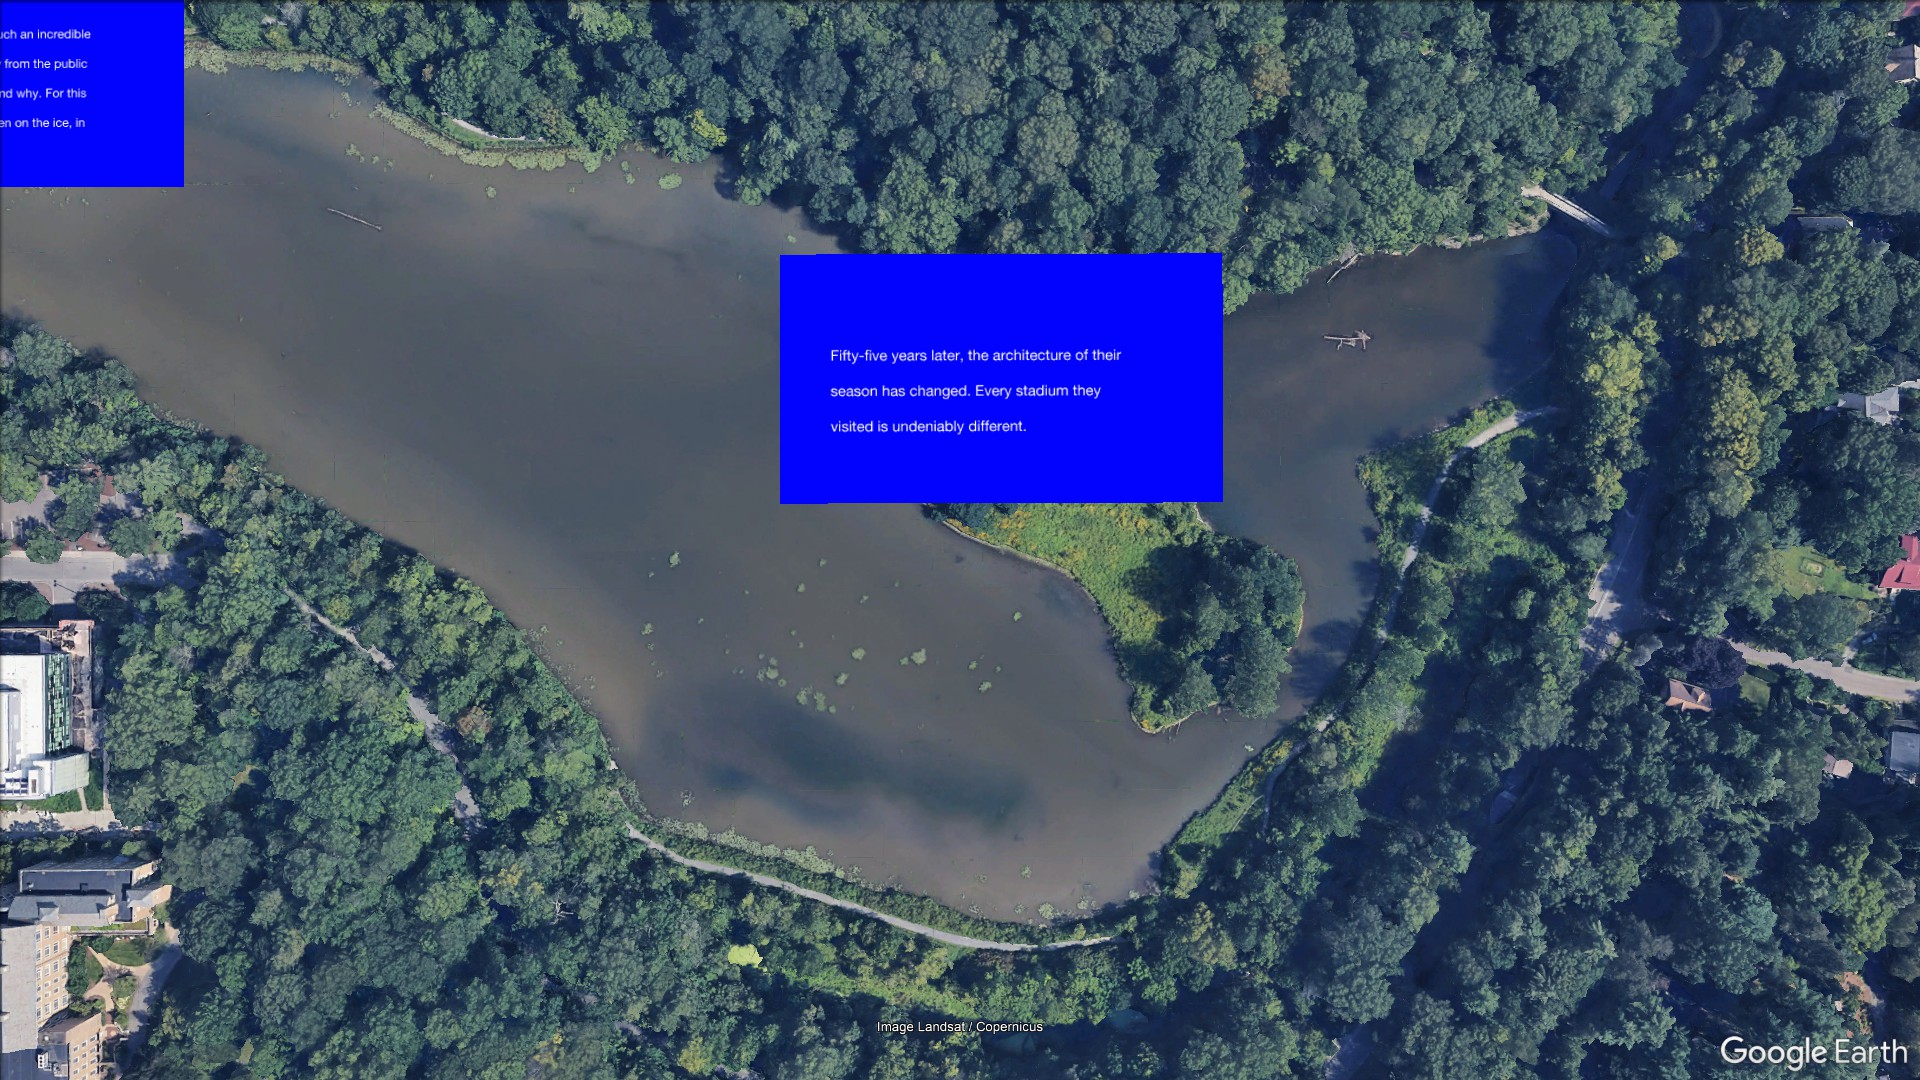 uch an incredible
from the public
nd why. For this
en on the ice, in
Fifty-five years later, the architecture of their
season has changed. Every stadium they
visited is undeniably different.
Image Landsat / Copernicus
Google Earth